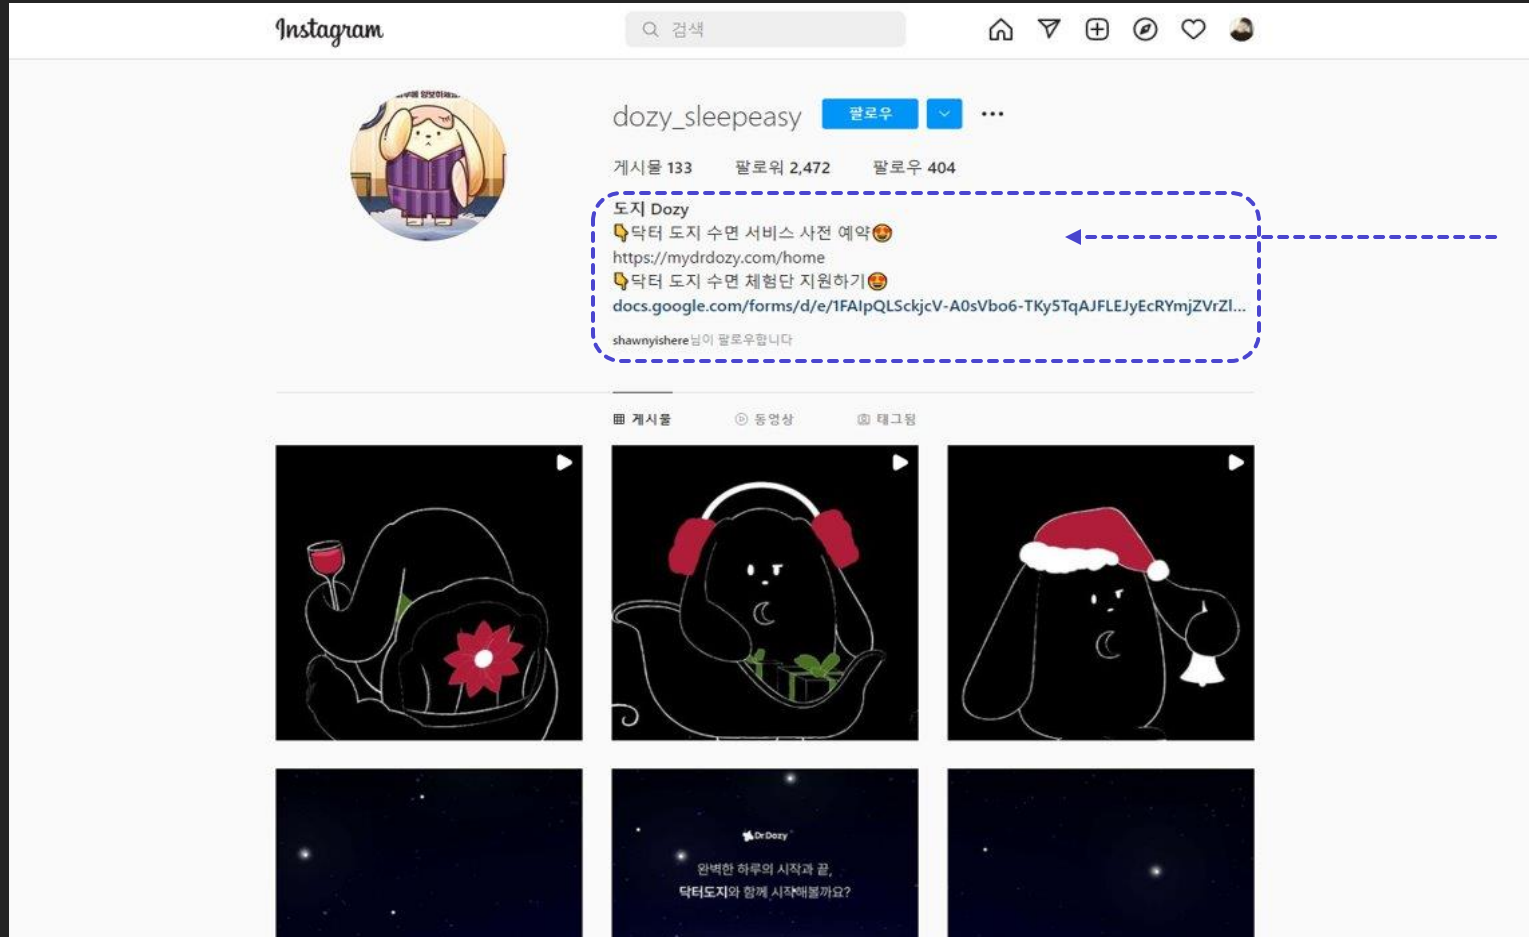 Instagram
검색
dozy_sleepeasy
팔로우
게시물 133 팔로워 2,472 팔로우 404
도지 Dozy
👇닥터 도지 수면 서비스 사전 예약😍
https://mydrdozy.com/home
👇닥터 도지 수면 체험단 지원하기😍
docs.google.com/forms/d/e/1FAIpQLSckjcV-A0sVbo6-TKy5TqAJFLEJyEcRYmjZVrZl...
shawnyishere님이 팔로우합니다
게시물 동영상 태그됨
Dr.Dozy
완벽한 하루의 시작과 끝,
닥터도지와 함께 시작해볼까요?